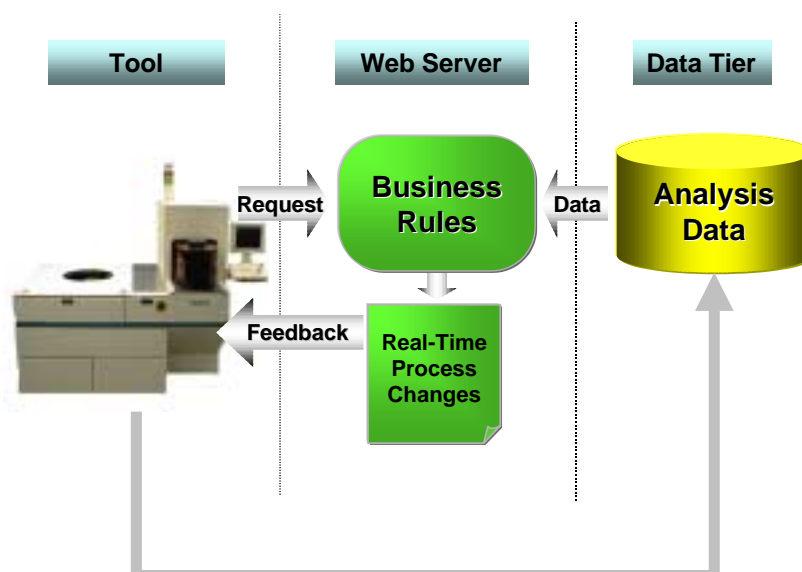 Tool
Web Server
Data Tier
Request
Business
Rules
Data
Analysis
Data
Feedback
Real-Time
Process
Changes